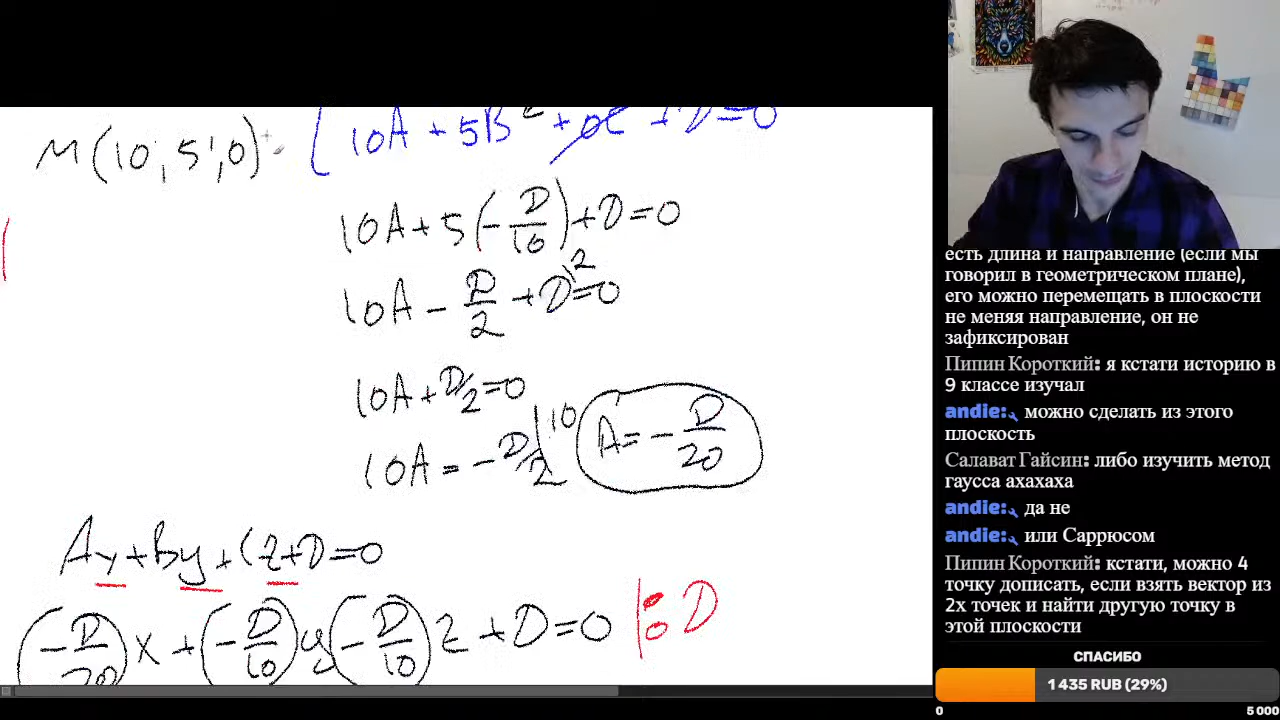 M(10; 5; 0)
10A + 5B + 0C + D = 0
10A + 5(-D/10) + D = 0
10A - D/2 + D\2 = 0
10A + D/2 = 0
10A = -D/2 |10
A = -D/20
Ay + By + Cz + D = 0
(-D/20)x + (-D/10)y (-D/10) z + D = 0 | : D
есть длина и направление (если мы
говорил в геометрическом плане),
его можно перемещать в плоскости
не меняя направление, он не
зафиксирован
Пипин Короткий: я кстати историю в
9 классе изучал
andie: можно сделать из этого
плоскость
Салават Гайсин: либо изучить метод
гаусса ахахаха
andie: да не
andie: или Саррюсом
Пипин Короткий: кстати, можно 4
точку дописать, если взять вектор из
2х точек и найти другую точку в
этой плоскости
СПАСИБО
1 435 RUB (29%)
0 5 000